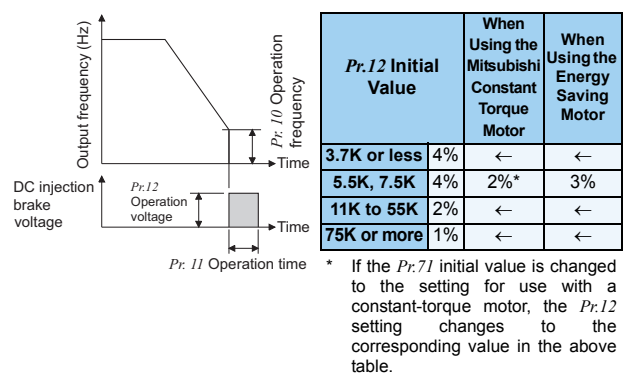 Output frequency (Hz)
Pr. 10 Operation
frequency
Time
DC injection
brake
voltage
Pr.12
Operation
voltage
Time
Pr. 11 Operation time
Pr.12 Initial
Value
When
Using the
Mitsubishi
Constant
Torque
Motor
When
Using the
Energy
Saving
Motor
3.7K or less 4% ← ←
5.5K, 7.5K 4% 2%* 3%
11K to 55K 2% ← ←
75K or more 1% ← ←
* If the Pr.71 initial value is changed
to the setting for use with a
constant-torque motor, the Pr.12
setting changes to the
corresponding value in the above
table.